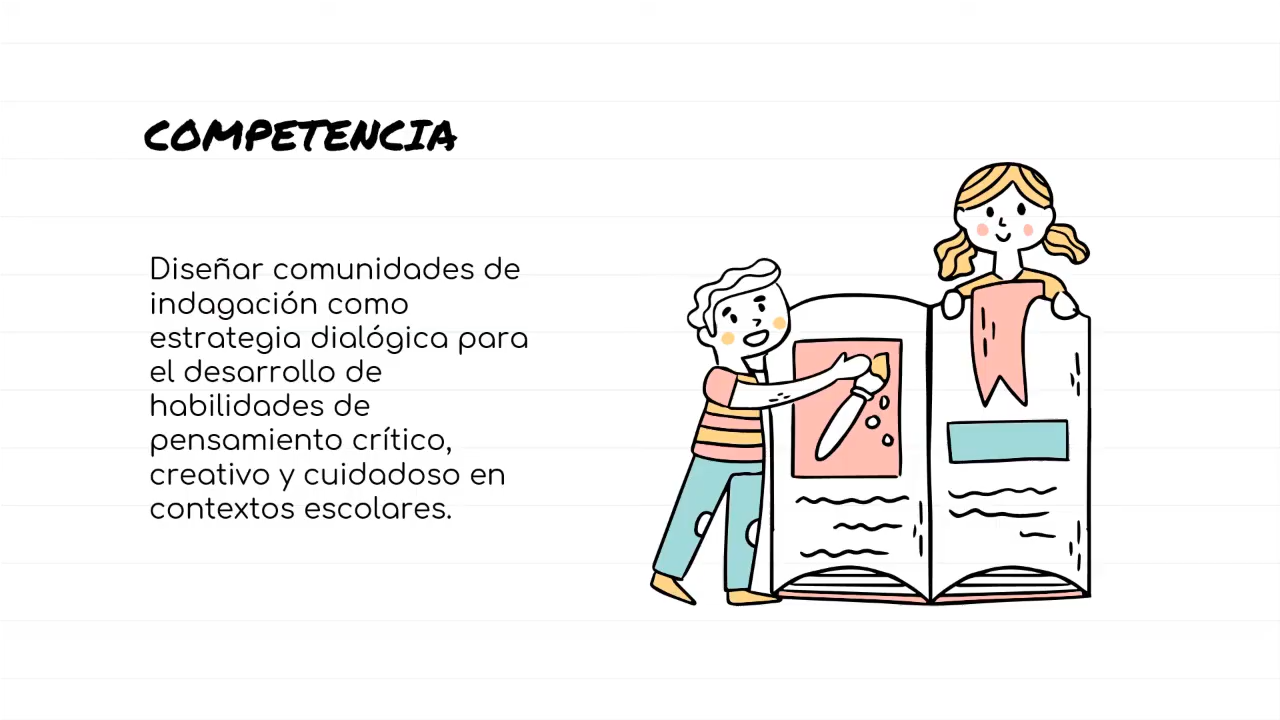 COMPETENCIA
Diseñar comunidades de
indagación como
estrategia dialógica para
el desarrollo de
habilidades de
pensamiento crítico,
creativo y cuidadoso en
contextos escolares.